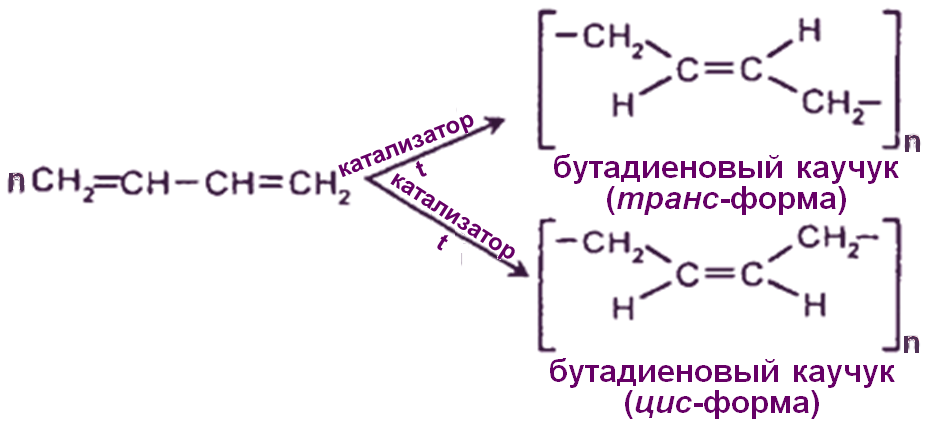 nCH₂=CH–CH=CH₂
катализатор
t
катализатор
t
–CH₂ H
C=C
H CH₂–
n
бутадиеновый каучук
(транс-форма)
–CH₂ CH₂–
C=C
H H
n
бутадиеновый каучук
(цис-форма)